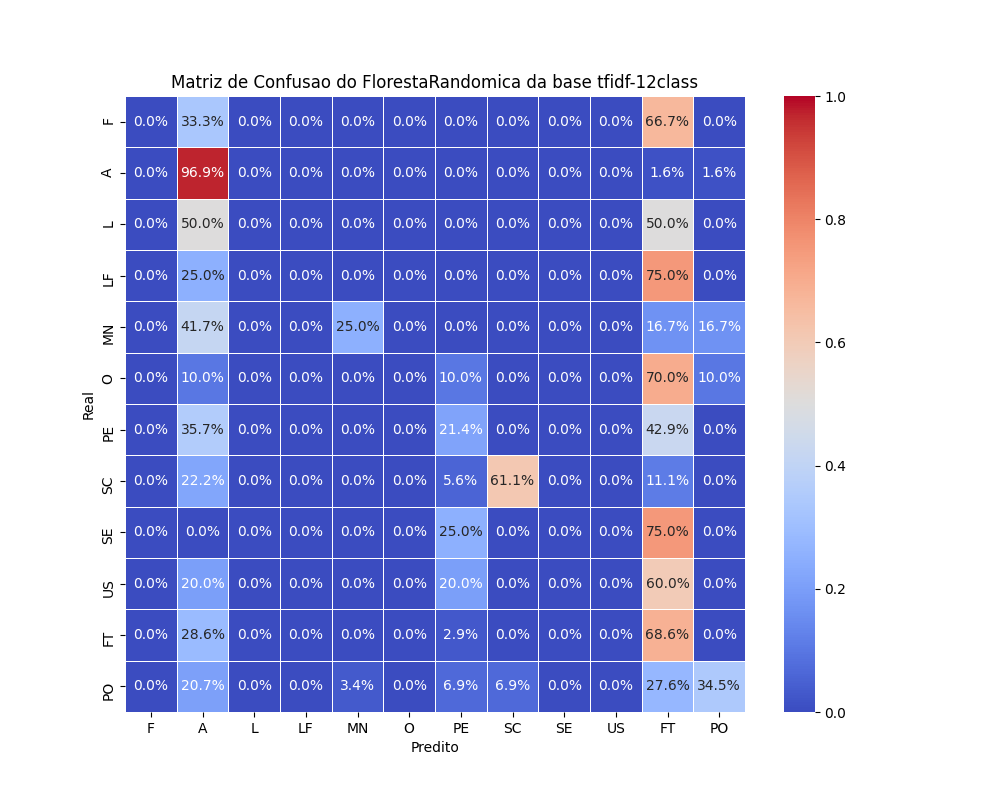 Matriz de Confusao do FlorestaRandomica da base tfidf-12class
F 0.0% 33.3% 0.0% 0.0% 0.0% 0.0% 0.0% 0.0% 0.0% 0.0% 66.7% 0.0%
A 0.0% 96.9% 0.0% 0.0% 0.0% 0.0% 0.0% 0.0% 0.0% 0.0% 1.6% 1.6%
L 0.0% 50.0% 0.0% 0.0% 0.0% 0.0% 0.0% 0.0% 0.0% 0.0% 50.0% 0.0%
LF 0.0% 25.0% 0.0% 0.0% 0.0% 0.0% 0.0% 0.0% 0.0% 0.0% 75.0% 0.0%
MN 0.0% 41.7% 0.0% 0.0% 25.0% 0.0% 0.0% 0.0% 0.0% 0.0% 16.7% 16.7%
O 0.0% 10.0% 0.0% 0.0% 0.0% 0.0% 10.0% 0.0% 0.0% 0.0% 70.0% 10.0%
PE 0.0% 35.7% 0.0% 0.0% 0.0% 0.0% 21.4% 0.0% 0.0% 0.0% 42.9% 0.0%
SC 0.0% 22.2% 0.0% 0.0% 0.0% 0.0% 5.6% 61.1% 0.0% 0.0% 11.1% 0.0%
SE 0.0% 0.0% 0.0% 0.0% 0.0% 0.0% 25.0% 0.0% 0.0% 0.0% 75.0% 0.0%
US 0.0% 20.0% 0.0% 0.0% 0.0% 0.0% 20.0% 0.0% 0.0% 0.0% 60.0% 0.0%
FT 0.0% 28.6% 0.0% 0.0% 0.0% 0.0% 2.9% 0.0% 0.0% 0.0% 68.6% 0.0%
PO 0.0% 20.7% 0.0% 0.0% 3.4% 0.0% 6.9% 6.9% 0.0% 0.0% 27.6% 34.5%
F A L LF MN O PE SC SE US FT PO
Predito
Real
1.0
0.8
0.6
0.4
0.2
0.0